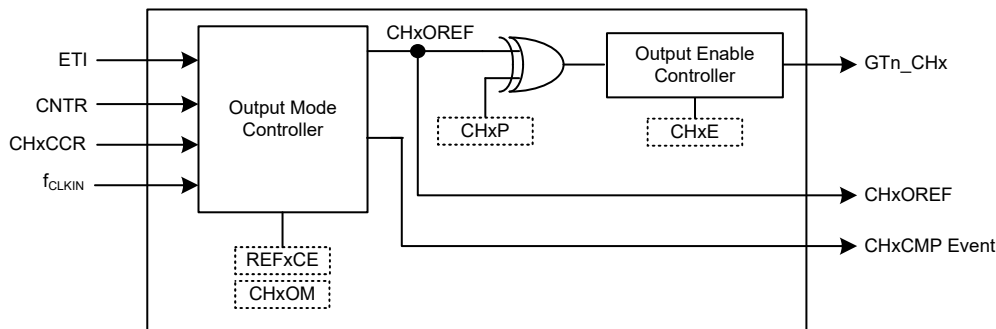 ETI
CNTR
CHxCCR
fCLKIN
Output Mode
Controller
REFxCE
CHxOM
CHxOREF
CHxP
Output Enable
Controller
CHxE
GTn_CHx
CHxOREF
CHxCMP Event